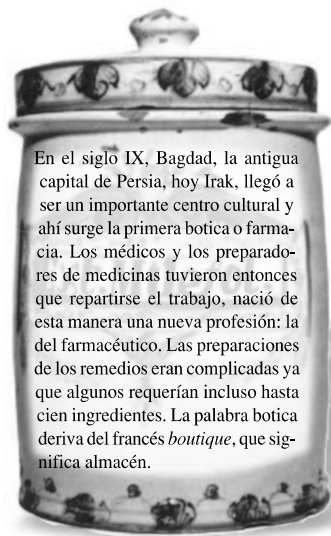 En el siglo IX, Bagdad, la antigua
capital de Persia, hoy Irak, llegó a
ser un importante centro cultural y
ahí surge la primera botica o farma-
cia. Los médicos y los preparado-
res de medicinas tuvieron entonces
que repartirse el trabajo, nació de
esta manera una nueva profesión: la
del farmacéutico. Las preparaciones
de los remedios eran complicadas ya
que algunos requerían incluso hasta
cien ingredientes. La palabra botica
deriva del francés boutique, que sig-
nifica almacén.